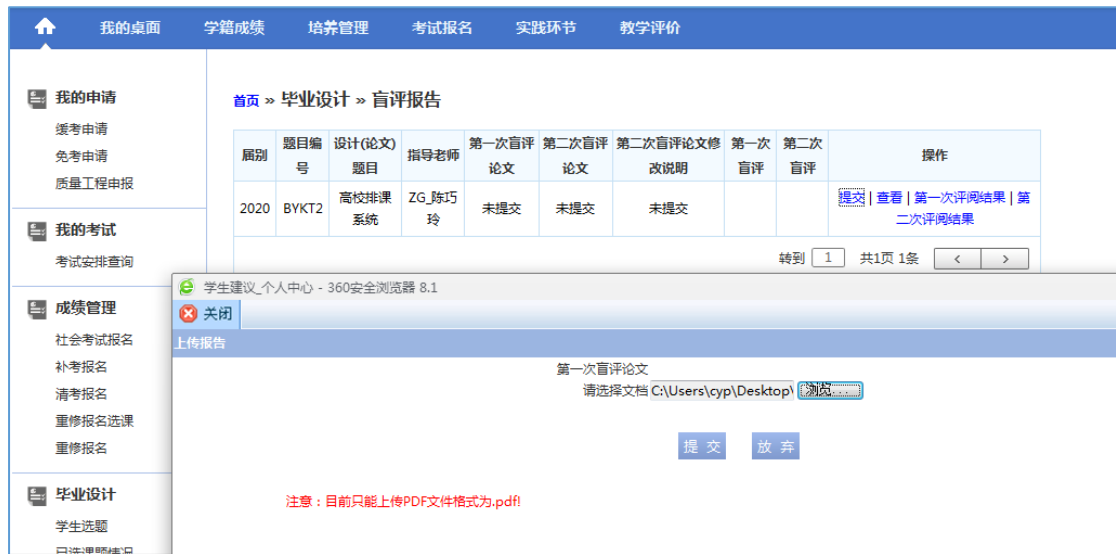 我的桌面 学籍成绩 培养管理 考试报名 实践环节 教学评价
我的申请
缓考申请
免考申请
质量工程申报
我的考试
考试安排查询
成绩管理
社会考试报名
补考报名
清考报名
重修报名选课
重修报名
毕业设计
学生选题
已选课题情况
首页 » 毕业设计 » 盲评报告
届别 题目编号 设计(论文)题目 指导老师 第一次盲评论文 第二次盲评论文 第二次盲评论文修改说明 第一次盲评 第二次盲评 操作
2020 BYKT2 高校排课系统 ZG_陈巧玲 未提交 未提交 未提交 提交 | 查看 | 第一次评阅结果 | 第二次评阅结果
转到 1 共1页 1条 < >
学生建议_个人中心 - 360安全浏览器 8.1
关闭
上传报告
第一次盲评论文
请选择文档 C:\Users\cyp\Desktop\ 浏览...
提 交 放 弃
注意：目前只能上传PDF文件格式为.pdf!